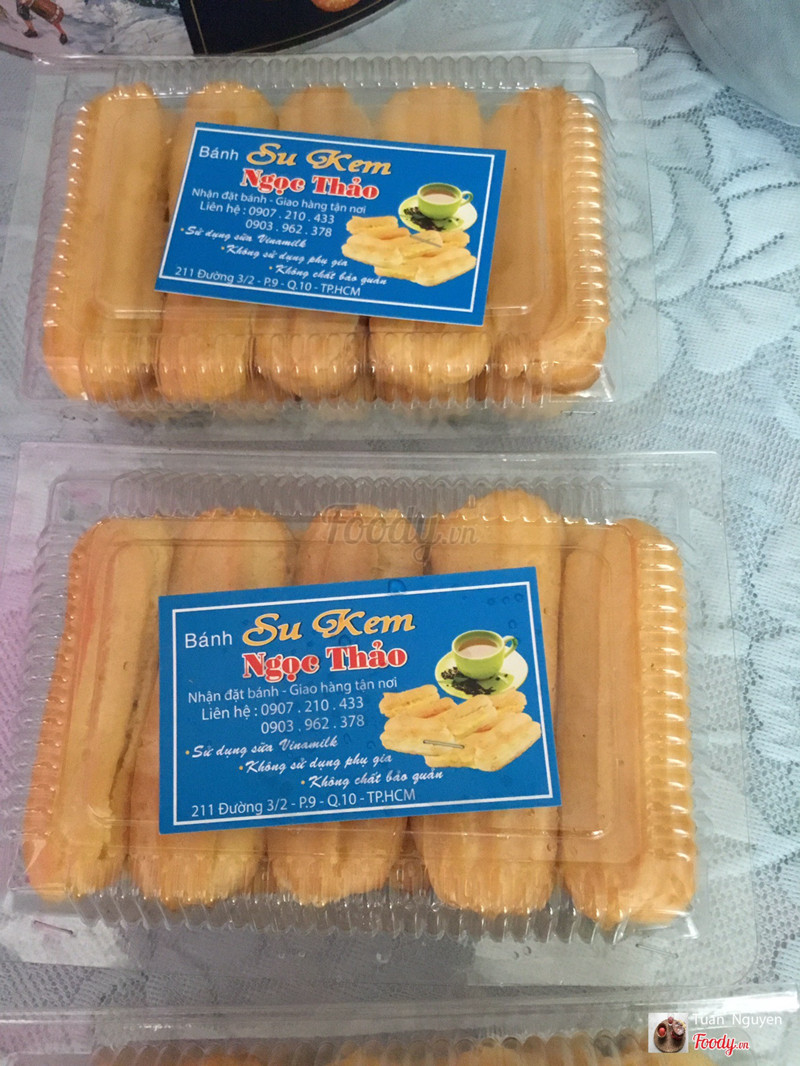 Bánh Su Kem
Ngọc Thảo
Nhận đặt bánh - Giao hàng tận nơi
Liên hệ : 0907 . 210 . 433
0903 . 962 . 378
• Sử dụng sữa Vinamilk
• Không sử dụng phụ gia
• Không chất bảo quản
211 Đường 3/2 - P.9 - Q.10 - TP.HCM
Foody.vn
Bánh Su Kem
Ngọc Thảo
Nhận đặt bánh - Giao hàng tận nơi
Liên hệ : 0907 . 210 . 433
0903 . 962 . 378
• Sử dụng sữa Vinamilk
• Không sử dụng phụ gia
• Không chất bảo quản
211 Đường 3/2 - P.9 - Q.10 - TP.HCM
Tuan Nguyen
Foody.vn